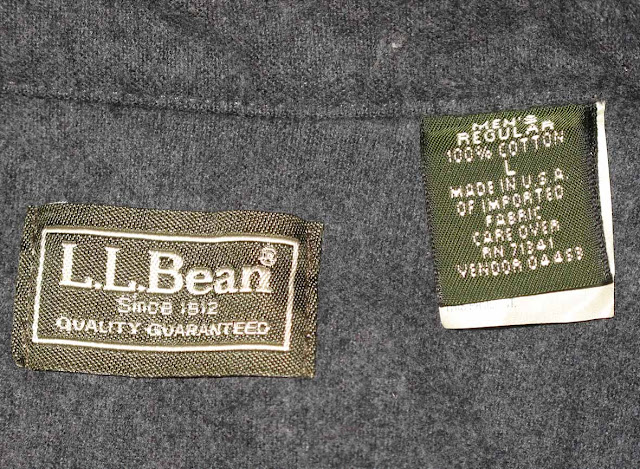 L.L.Bean®
Since 1912
QUALITY GUARANTEED
MEN'S
REGULAR
100% COTTON
L
MADE IN U.S.A.
OF IMPORTED
FABRIC
CARE OVER
RN 71341
VENDOR 04469